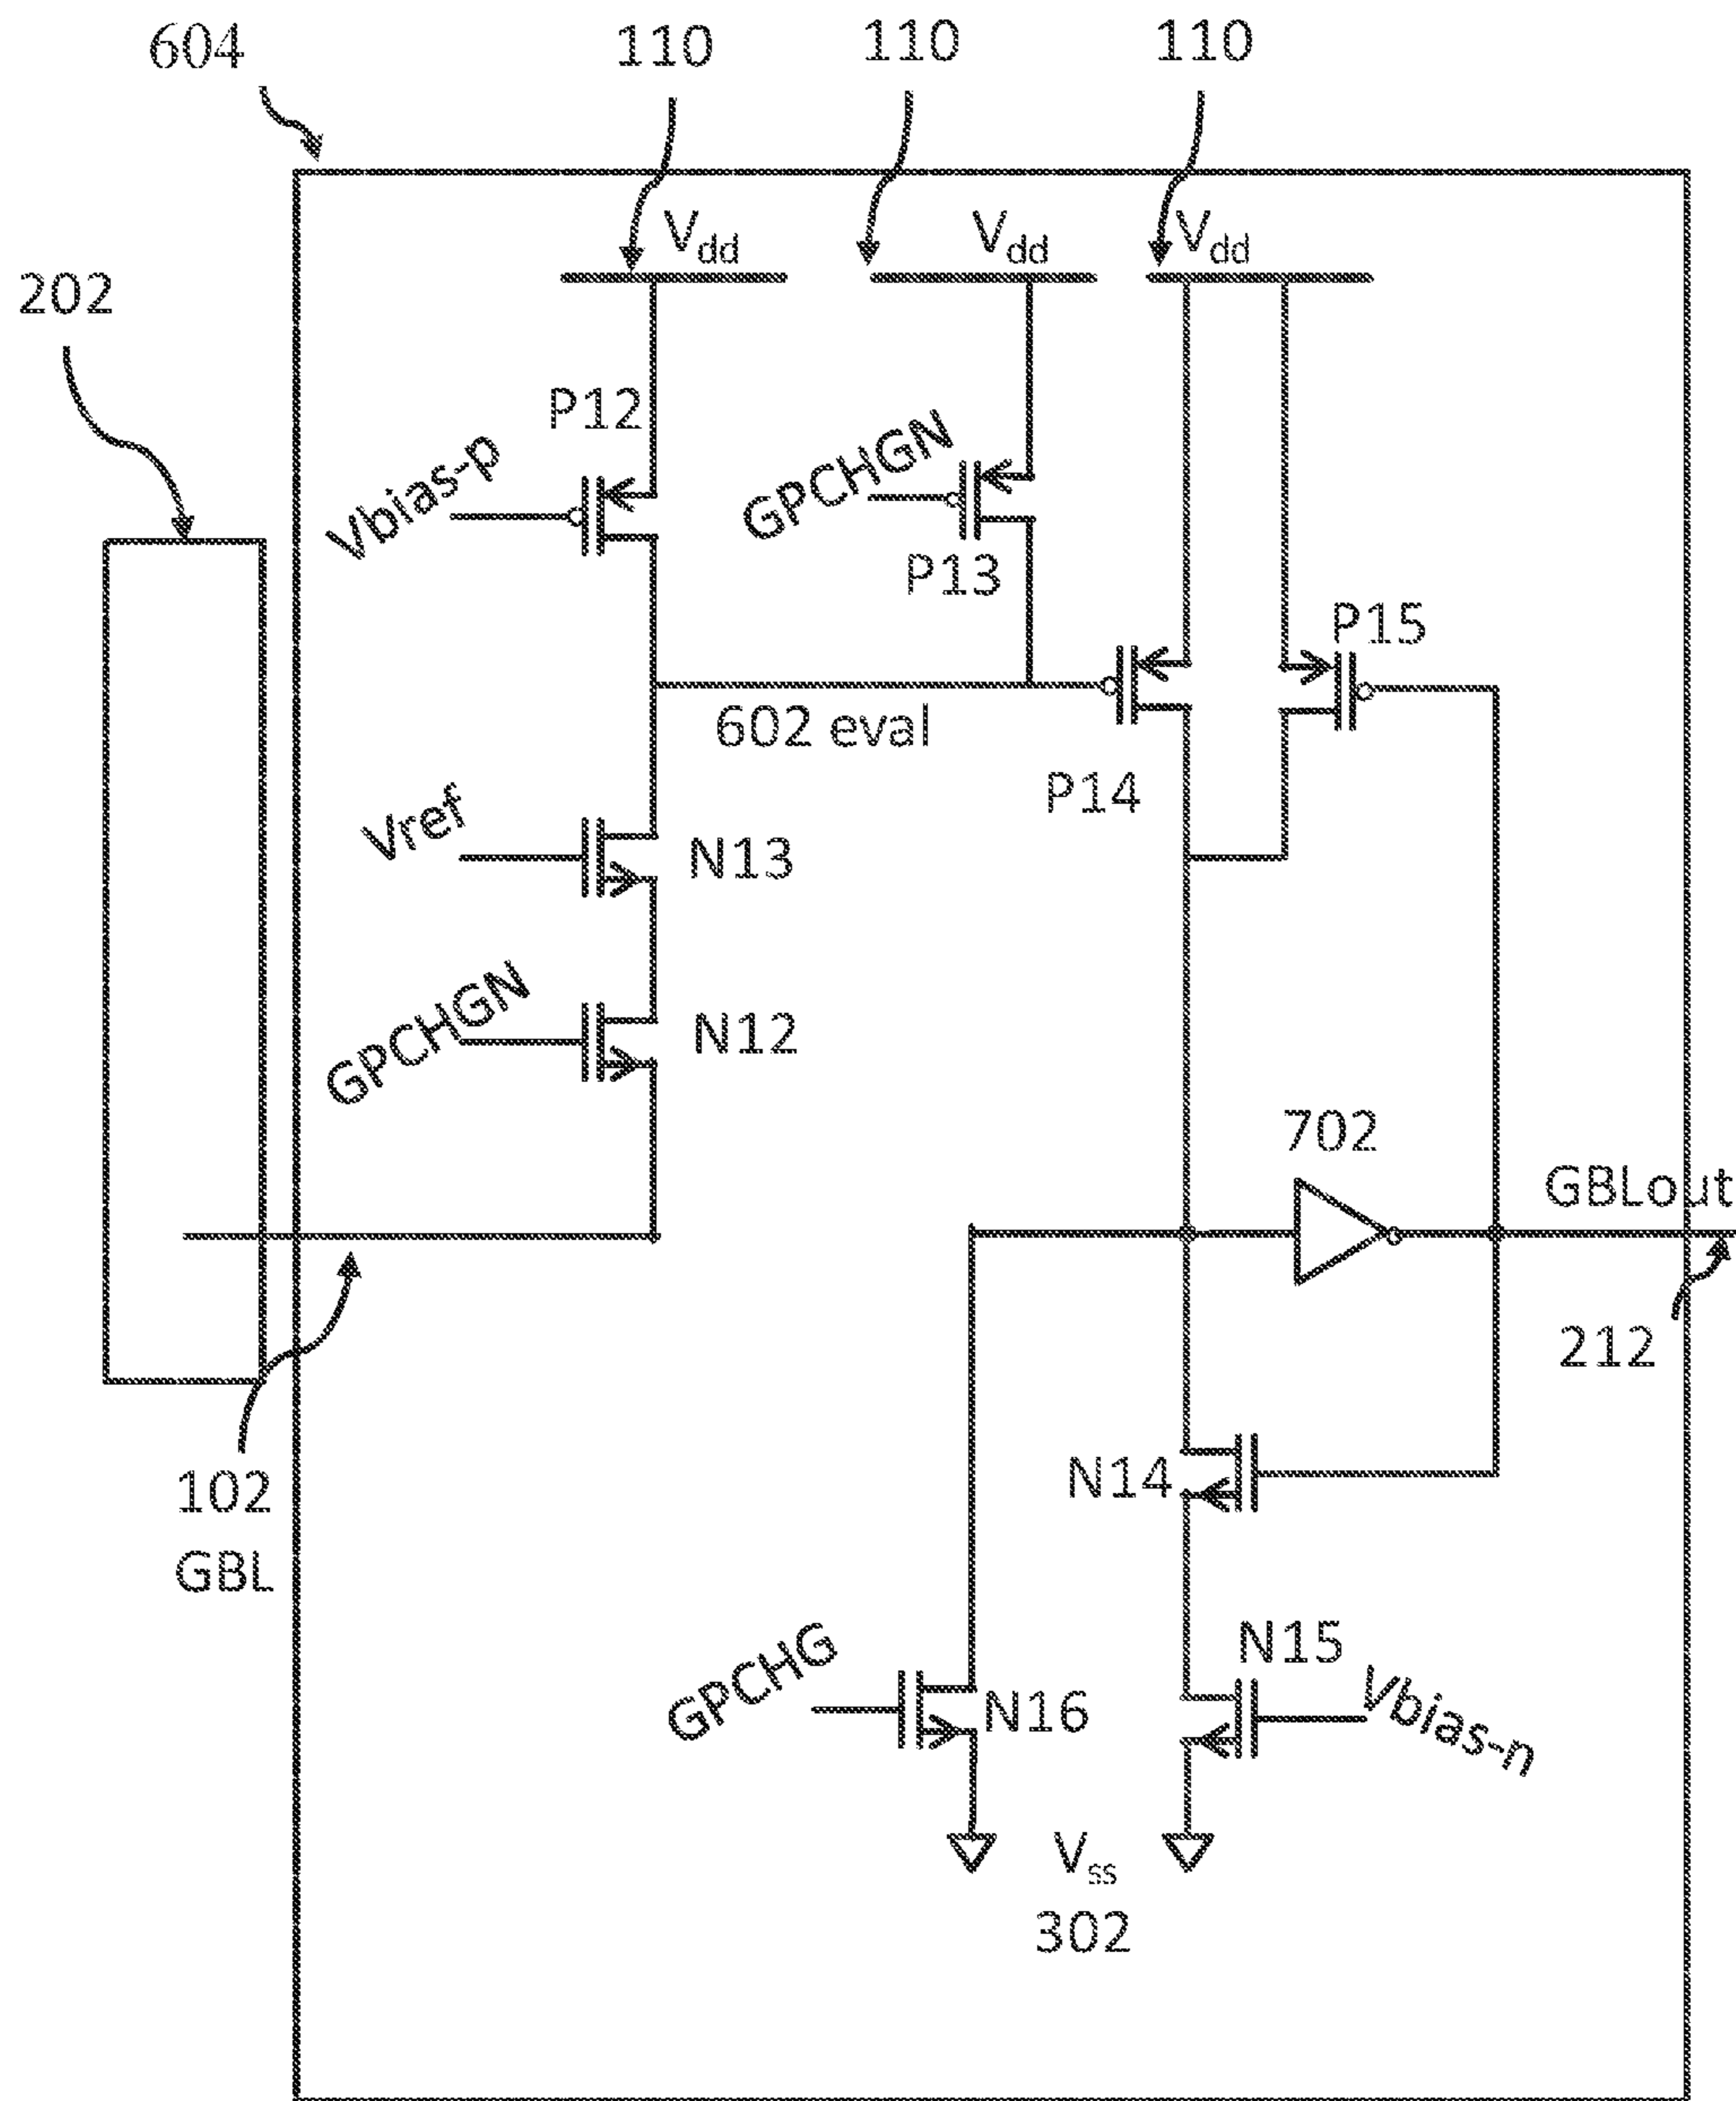 604
110
110
110
Vdd
Vdd
Vdd
202
P12
Vbias-p
GPCHGN
P13
P15
602 eval
P14
Vref
N13
GPCHGN
N12
702
GBLout
212
102
GBL
N14
GPCHG
N16
N15
Vbias-n
Vss
302